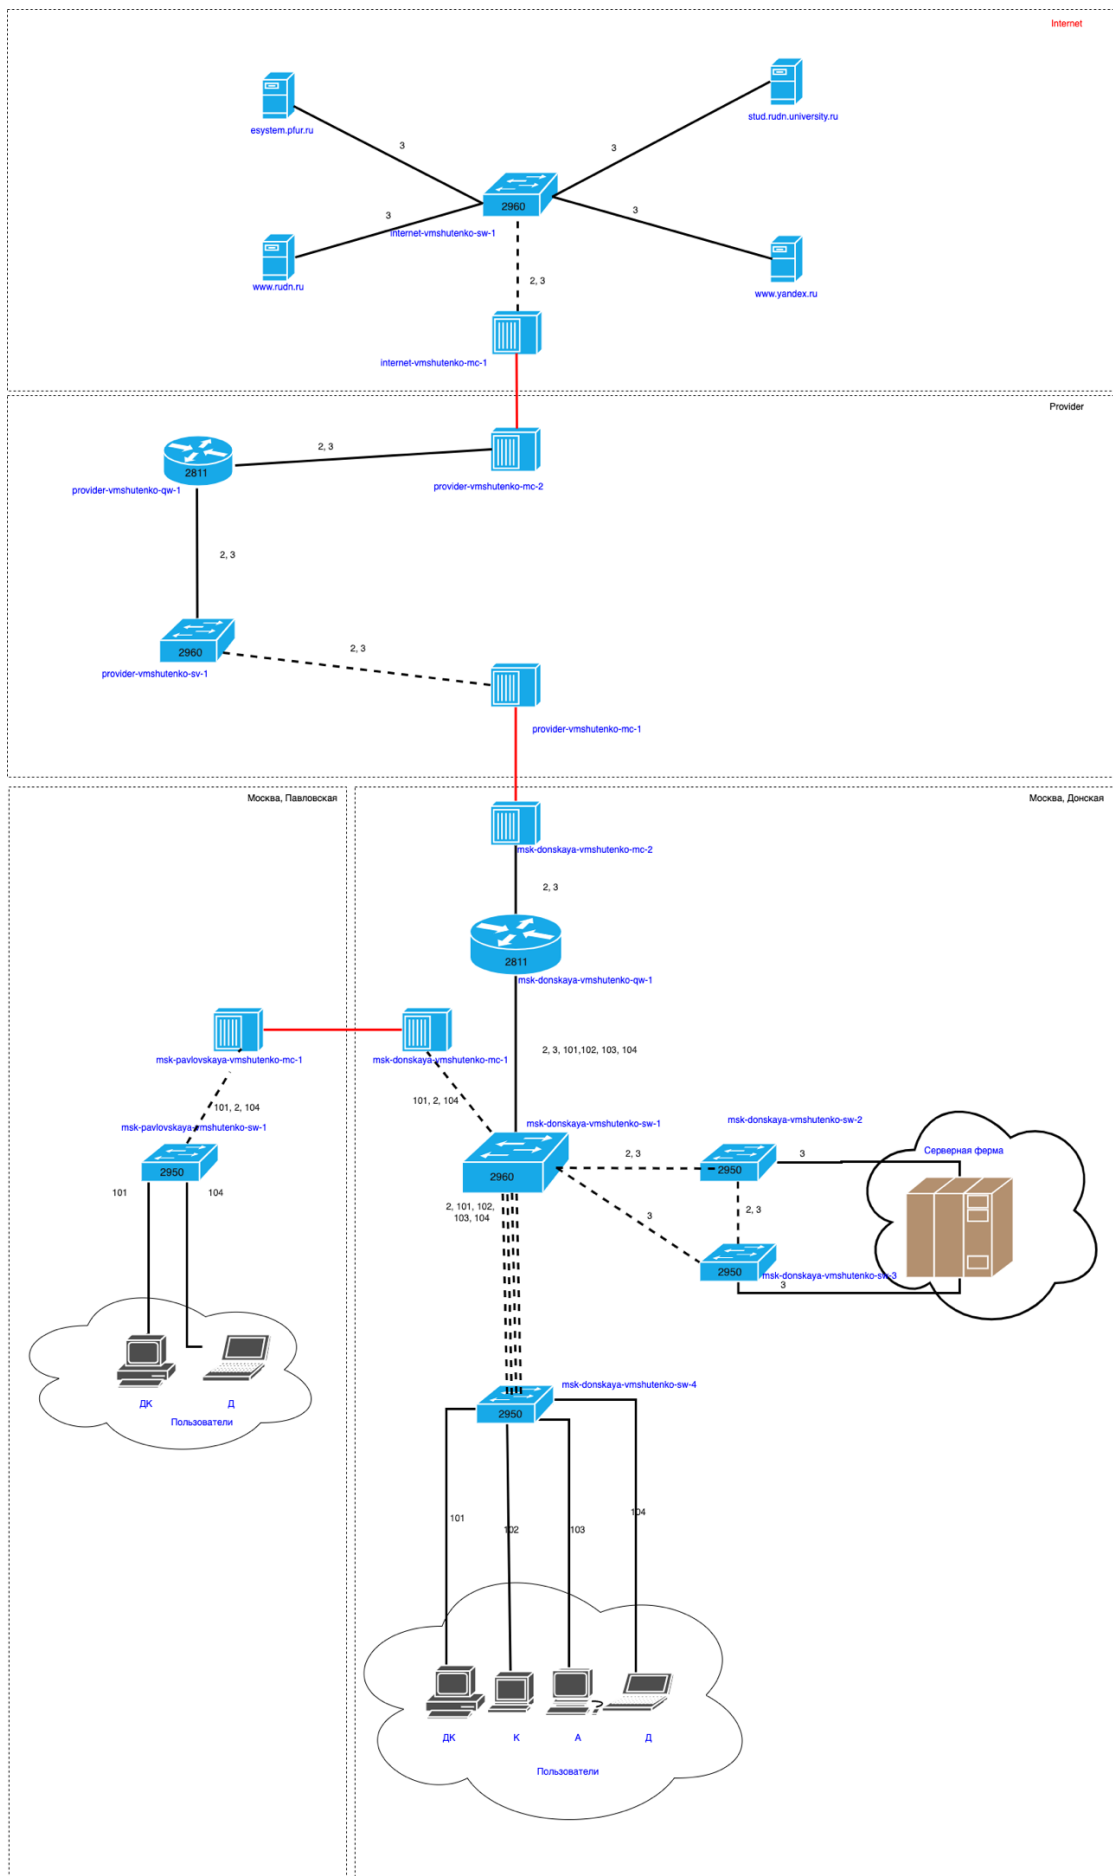 Internet
esystem.pfur.ru
stud.rudn.university.ru
3
3
2960
3
3
internet-vmshutenko-sw-1
www.rudn.ru
www.yandex.ru
2, 3
internet-vmshutenko-mc-1
Provider
2, 3
2811
provider-vmshutenko-qw-1
provider-vmshutenko-mc-2
2, 3
2960
2, 3
provider-vmshutenko-sv-1
provider-vmshutenko-mc-1
Москва, Павловская
Москва, Донская
msk-donskaya-vmshutenko-mc-2
2, 3
2811
msk-donskaya-vmshutenko-qw-1
msk-pavlovskaya-vmshutenko-mc-1
msk-donskaya-vmshutenko-mc-1
2, 3, 101,102, 103, 104
101, 2, 104
101, 2, 104
msk-pavlovskaya-vmshutenko-sw-1
msk-donskaya-vmshutenko-sw-1
msk-donskaya-vmshutenko-sw-2
Серверная ферма
2950
2960
2, 3
2950
3
101
104
2, 101, 102,
103, 104
3
2, 3
2950
msk-donskaya-vmshutenko-sw-3
3
ДК
Д
Пользователи
msk-donskaya-vmshutenko-sw-4
2950
101
102
103
104
ДК
К
А
Д
Пользователи